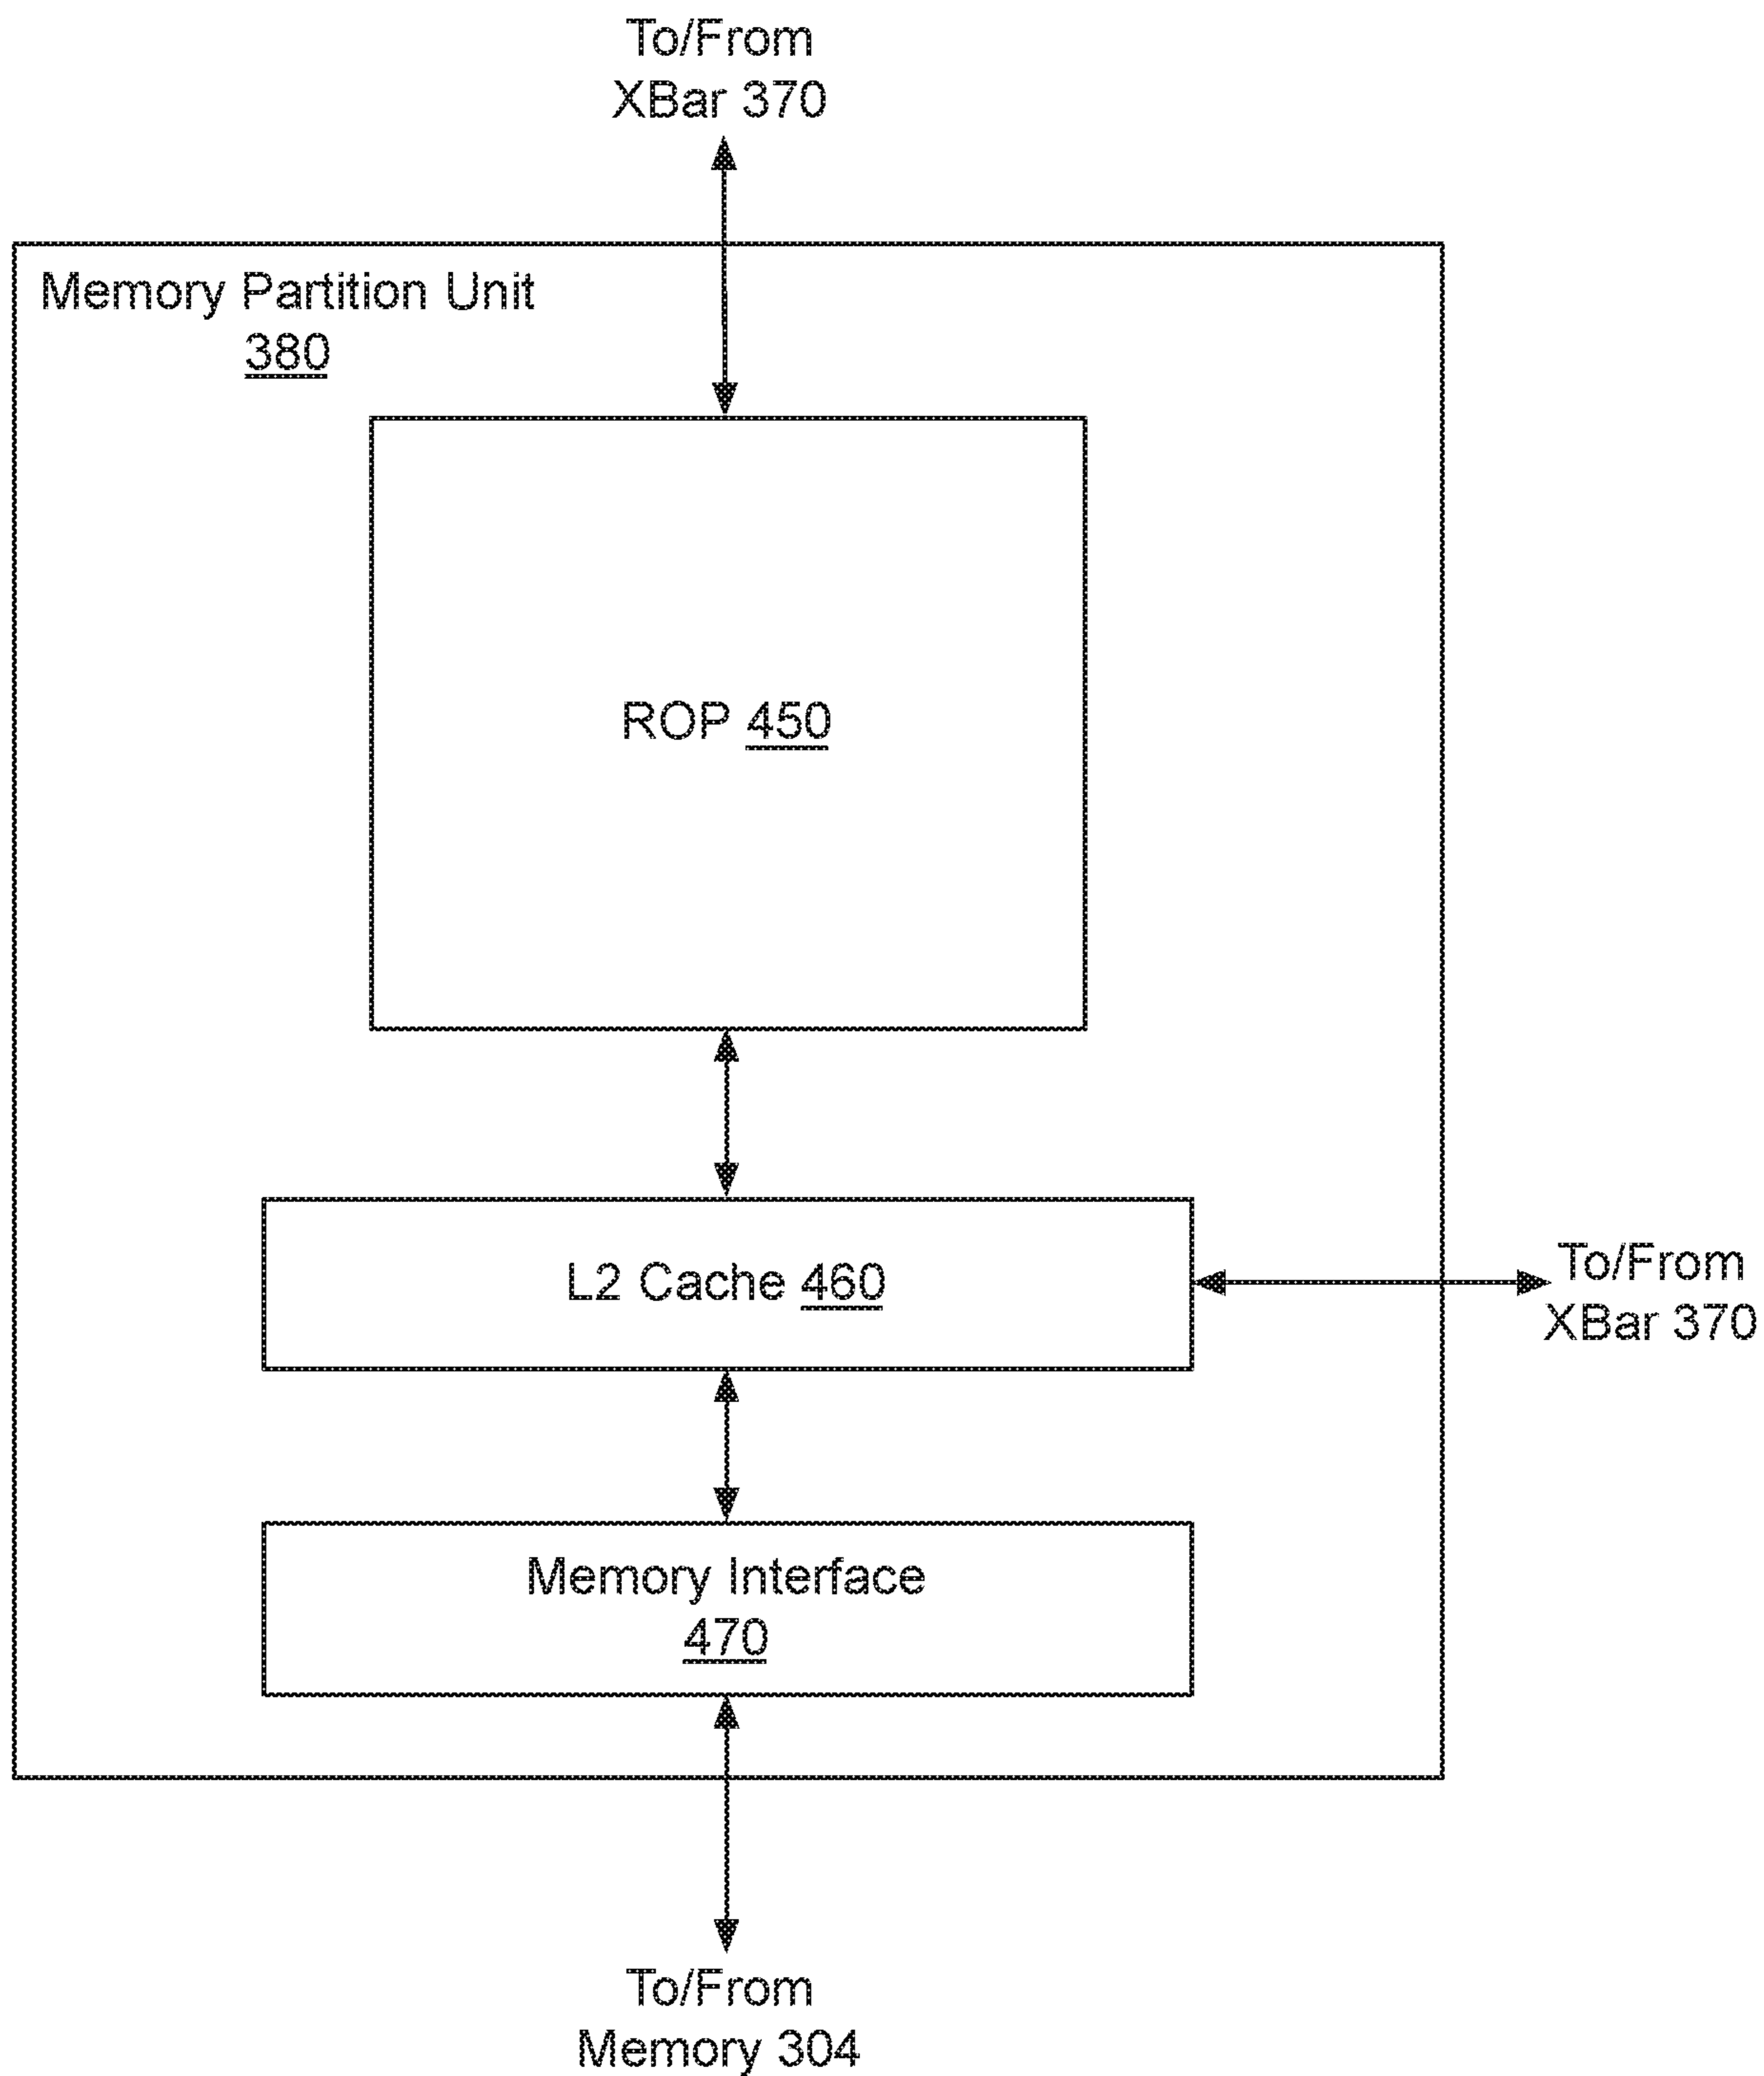 To/From
XBar 370
Memory Partition Unit
380
ROP 450
L2 Cache 460
To/From
XBar 370
Memory Interface
470
To/From
Memory 304